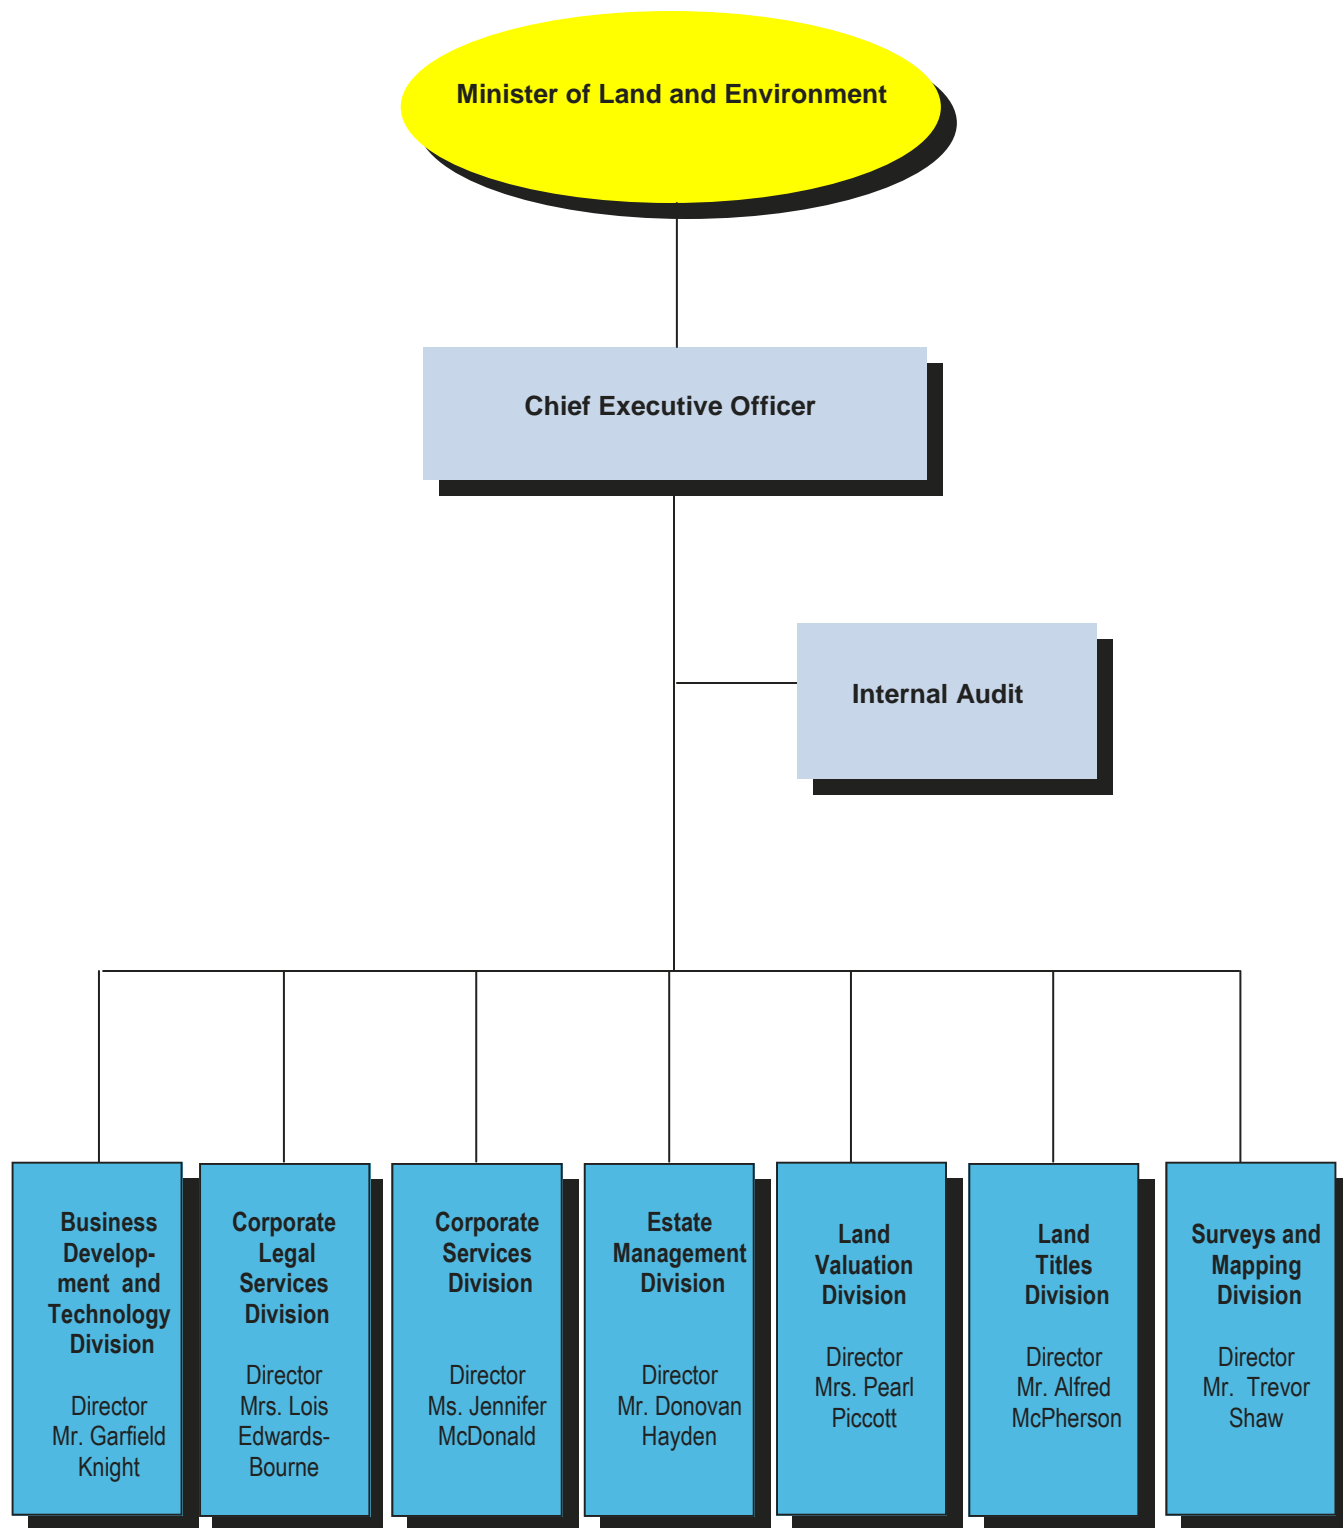 Minister of Land and Environment
Chief Executive Officer
Internal Audit
Business
Develop-
ment and
Technology
Division
Director
Mr. Garfield
Knight
Corporate
Legal
Services
Division
Director
Mrs. Lois
Edwards-
Bourne
Corporate
Services
Division
Director
Ms. Jennifer
McDonald
Estate
Management
Division
Director
Mr. Donovan
Hayden
Land
Valuation
Division
Director
Mrs. Pearl
Piccott
Land
Titles
Division
Director
Mr. Alfred
McPherson
Surveys and
Mapping
Division
Director
Mr. Trevor
Shaw